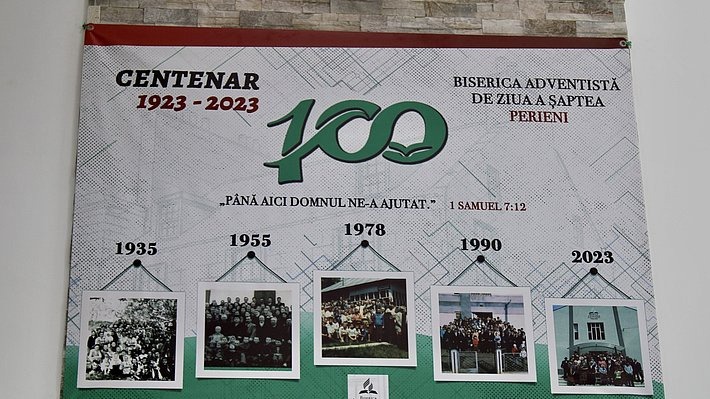 CENTENAR
1923 - 2023
100
BISERICA ADVENTISTĂ
DE ZIUA A ȘAPTEA
PERIENI
„PÂNĂ AICI DOMNUL NE-A AJUTAT.” 1 SAMUEL 7:12
1935
1955
1978
1990
2023